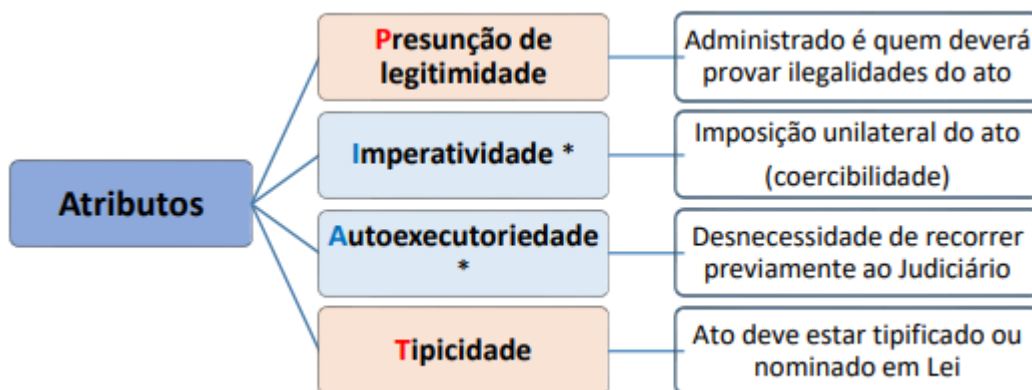 Atributos
Presunção de
legitimidade
Administrado é quem deverá
provar ilegalidades do ato
Imperatividade *
Imposição unilateral do ato
(coercibilidade)
Autoexecutoriedade
*
Desnecessidade de recorrer
previamente ao Judiciário
Tipicidade
Ato deve estar tipificado ou
nominado em Lei